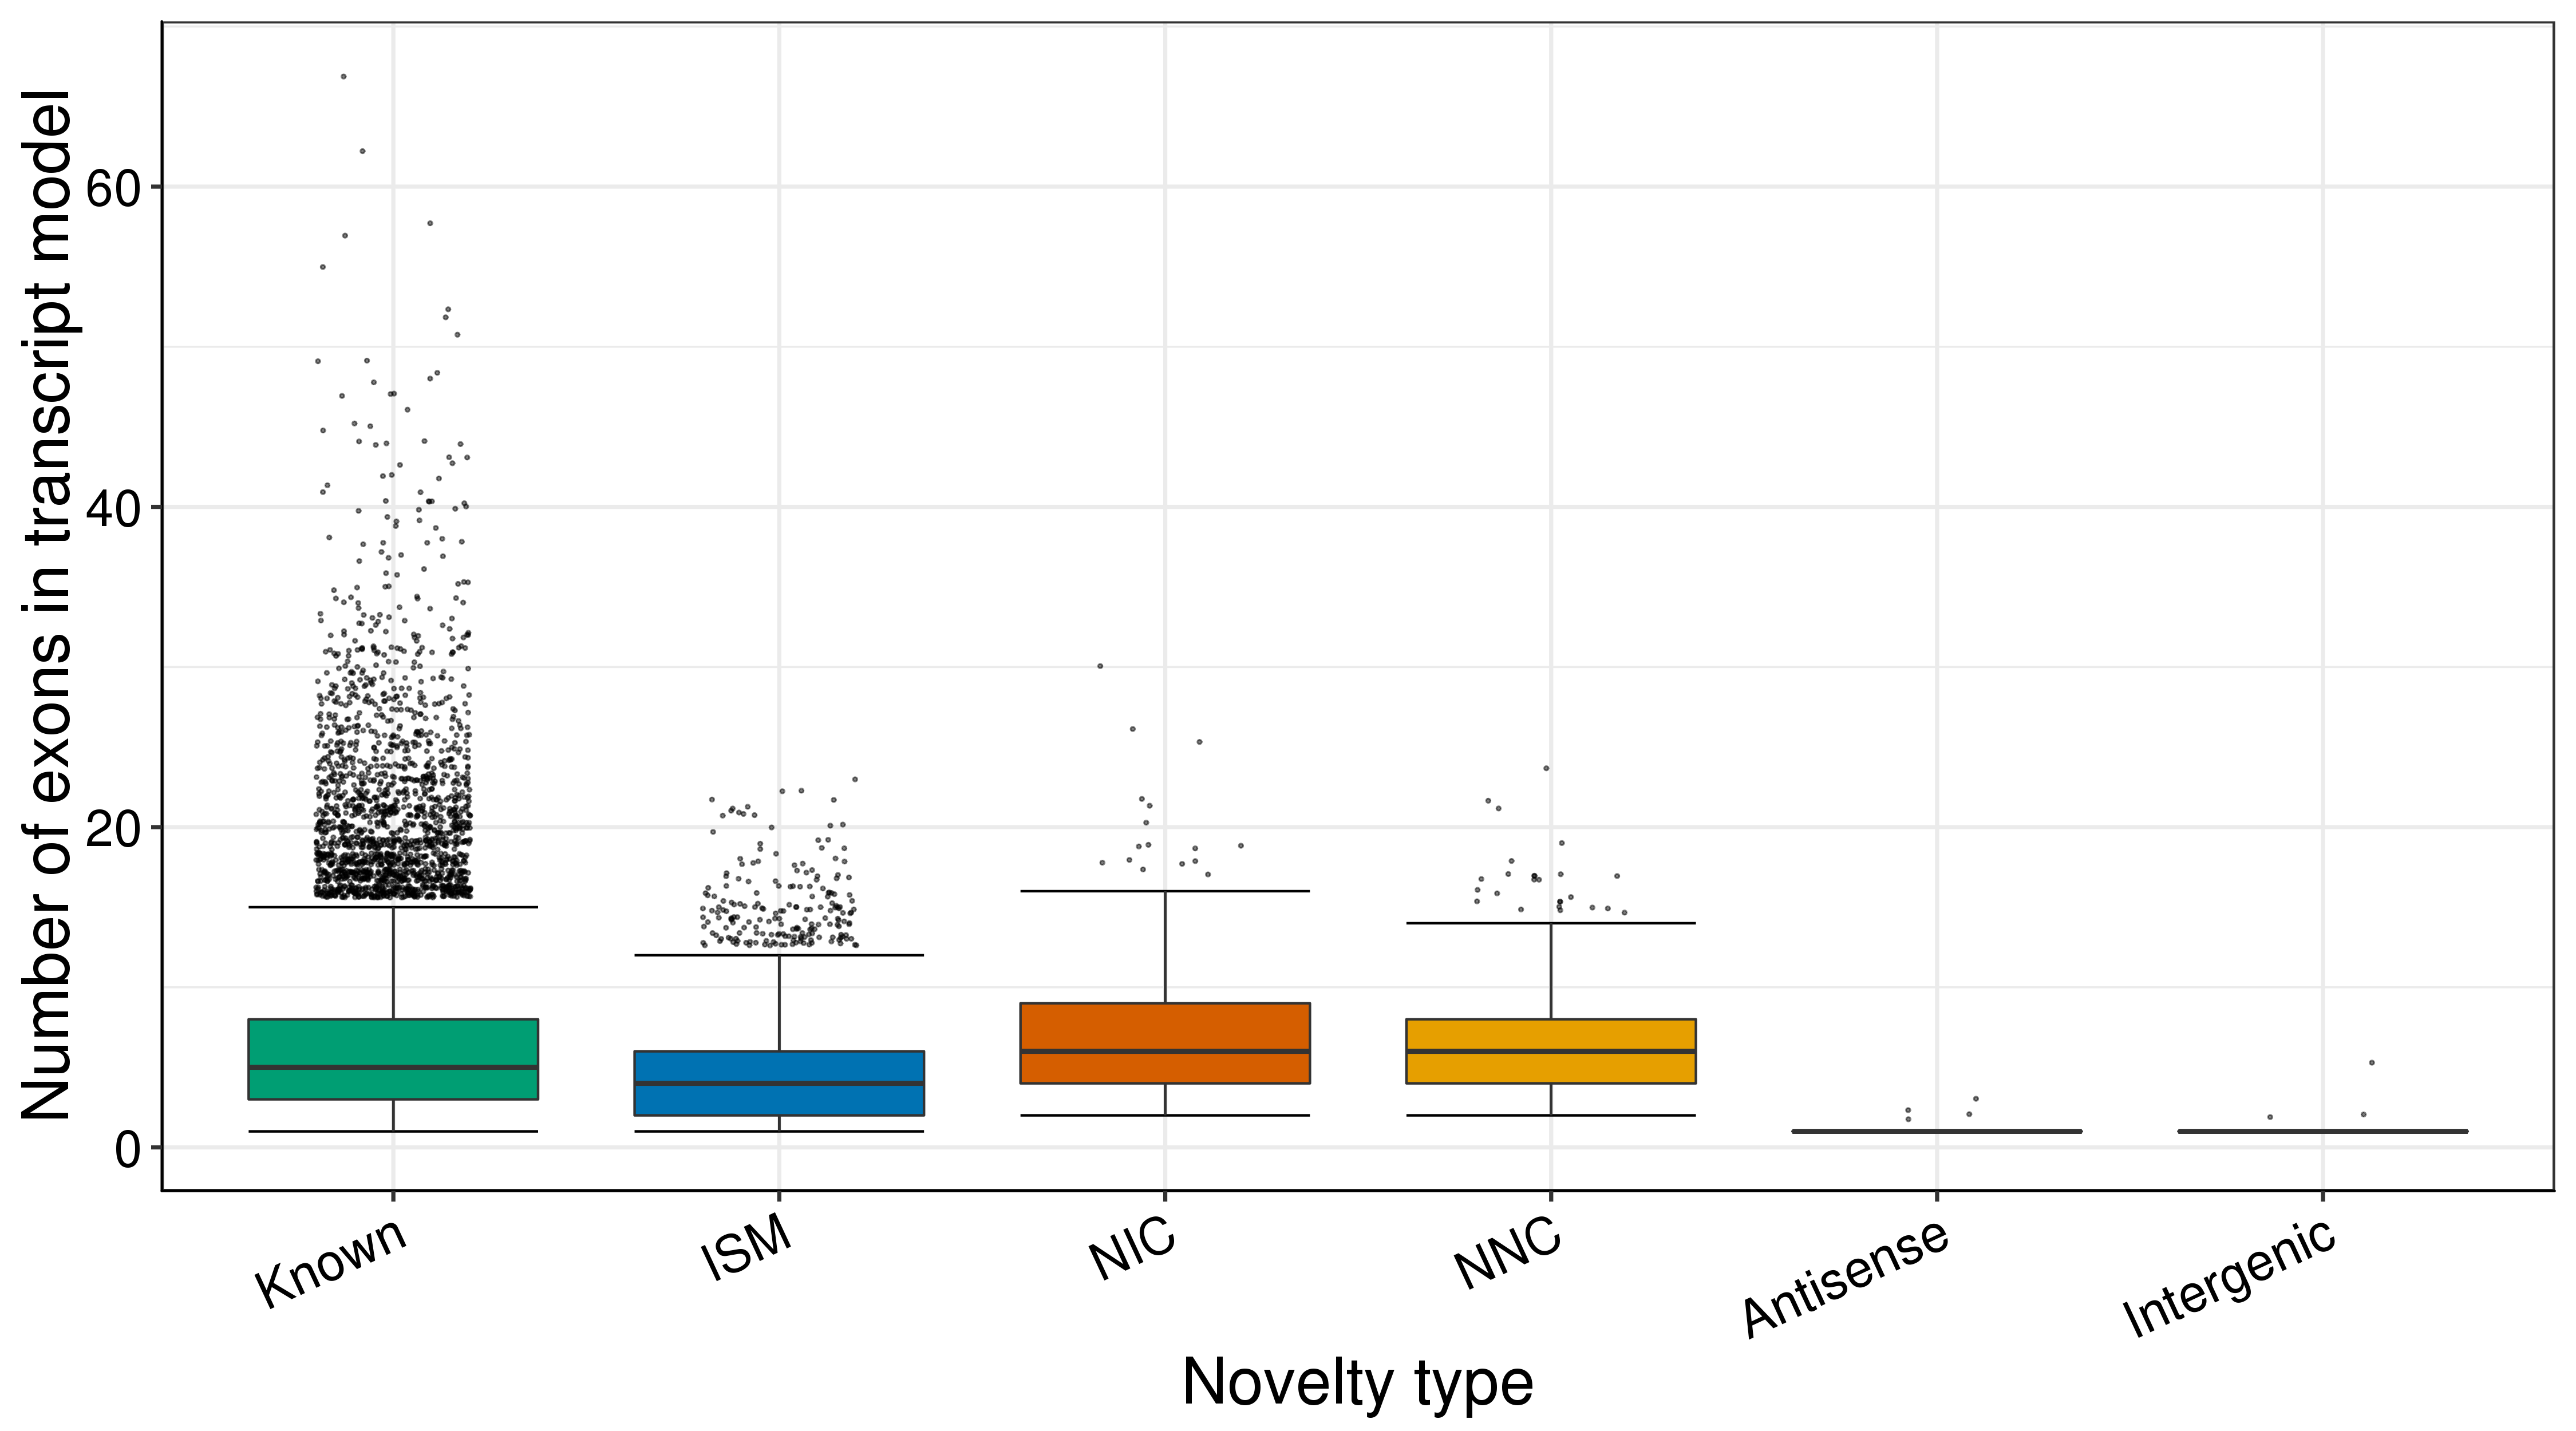 Number of exons in transcript model
60
40
20
0
Known
ISM
NIC
NNC
Antisense
Intergenic
Novelty type